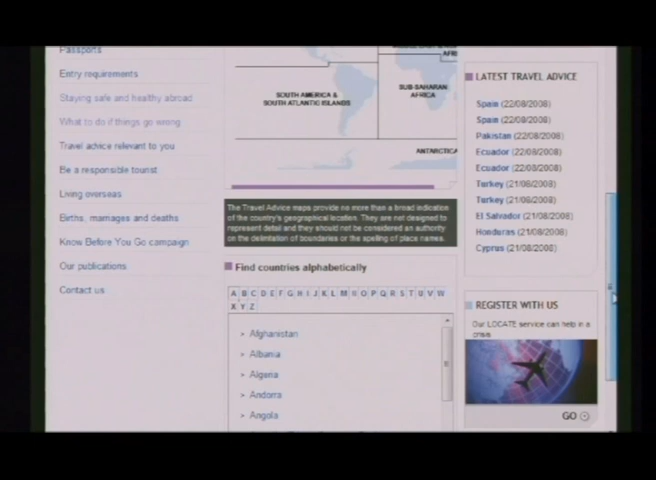 Passports
Entry requirements
Staying safe and healthy abroad
What to do if things go wrong
Travel advice relevant to you
Be a responsible tourist
Living overseas
Births, marriages and deaths
Know Before You Go campaign
Our publications
Contact us
SOUTH AMERICA &
SOUTH ATLANTIC ISLANDS
SUB-SAHARAN
AFRICA
ANTARCTICA
The Travel Advice maps provide no more than a broad indication
of the country's geographical location. They are not designed to
represent detail and they should not be considered an authority
on the delimitation of boundaries or the spelling of place names.
Find countries alphabetically
A B C D E F G H I J K L M N O P Q R S T U V W
X Y Z
> Afghanistan
> Albania
> Algeria
> Andorra
> Angola
LATEST TRAVEL ADVICE
Spain (22/08/2008)
Spain (22/08/2008)
Pakistan (22/08/2008)
Ecuador (22/08/2008)
Ecuador (22/08/2008)
Turkey (21/08/2008)
Turkey (21/08/2008)
El Salvador (21/08/2008)
Honduras (21/08/2008)
Cyprus (21/08/2008)
REGISTER WITH US
Our LOCATE service can help in a
crisis
GO